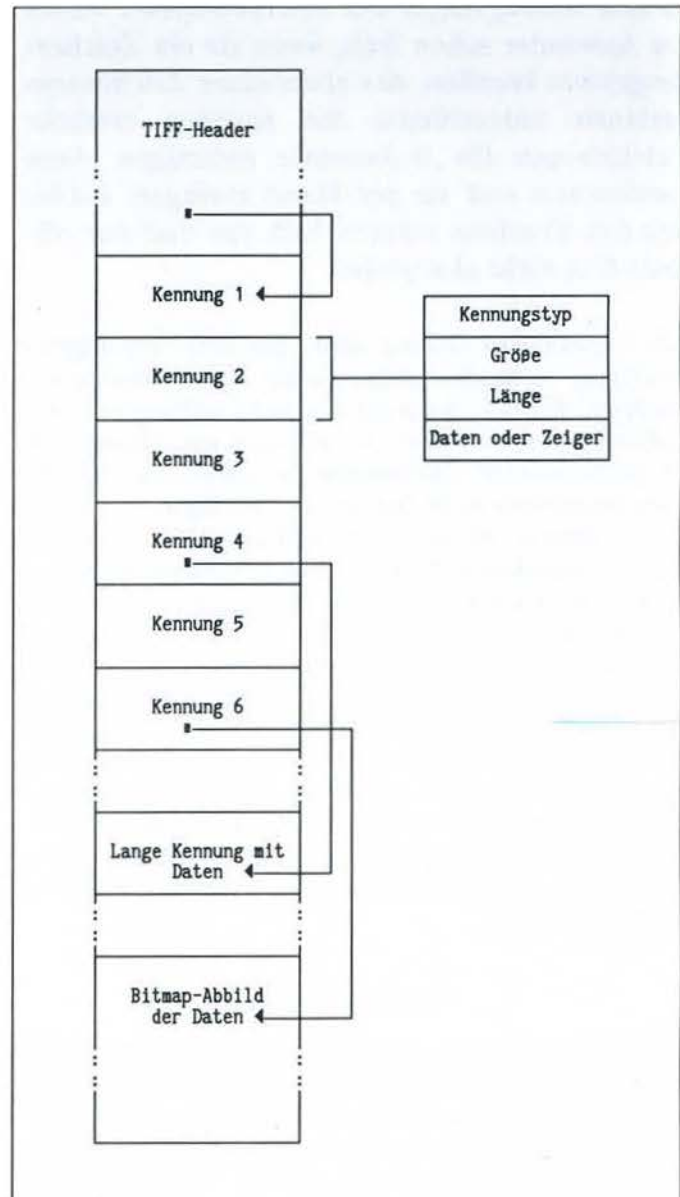 TIFF-Header
Kennung 1
Kennung 2
Kennung 3
Kennung 4
Kennung 5
Kennung 6
Lange Kennung mit
Daten
Bitmap-Abbild
der Daten
Kennungstyp
Größe
Länge
Daten oder Zeiger